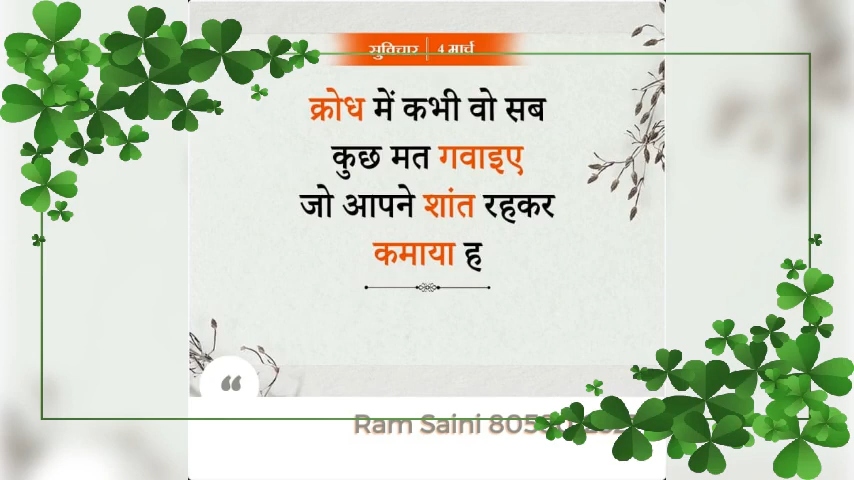 सुविचार | 4 मार्च
क्रोध में कभी वो सब
कुछ मत गवाइए
जो आपने शांत रहकर
कमाया ह
Ram Saini